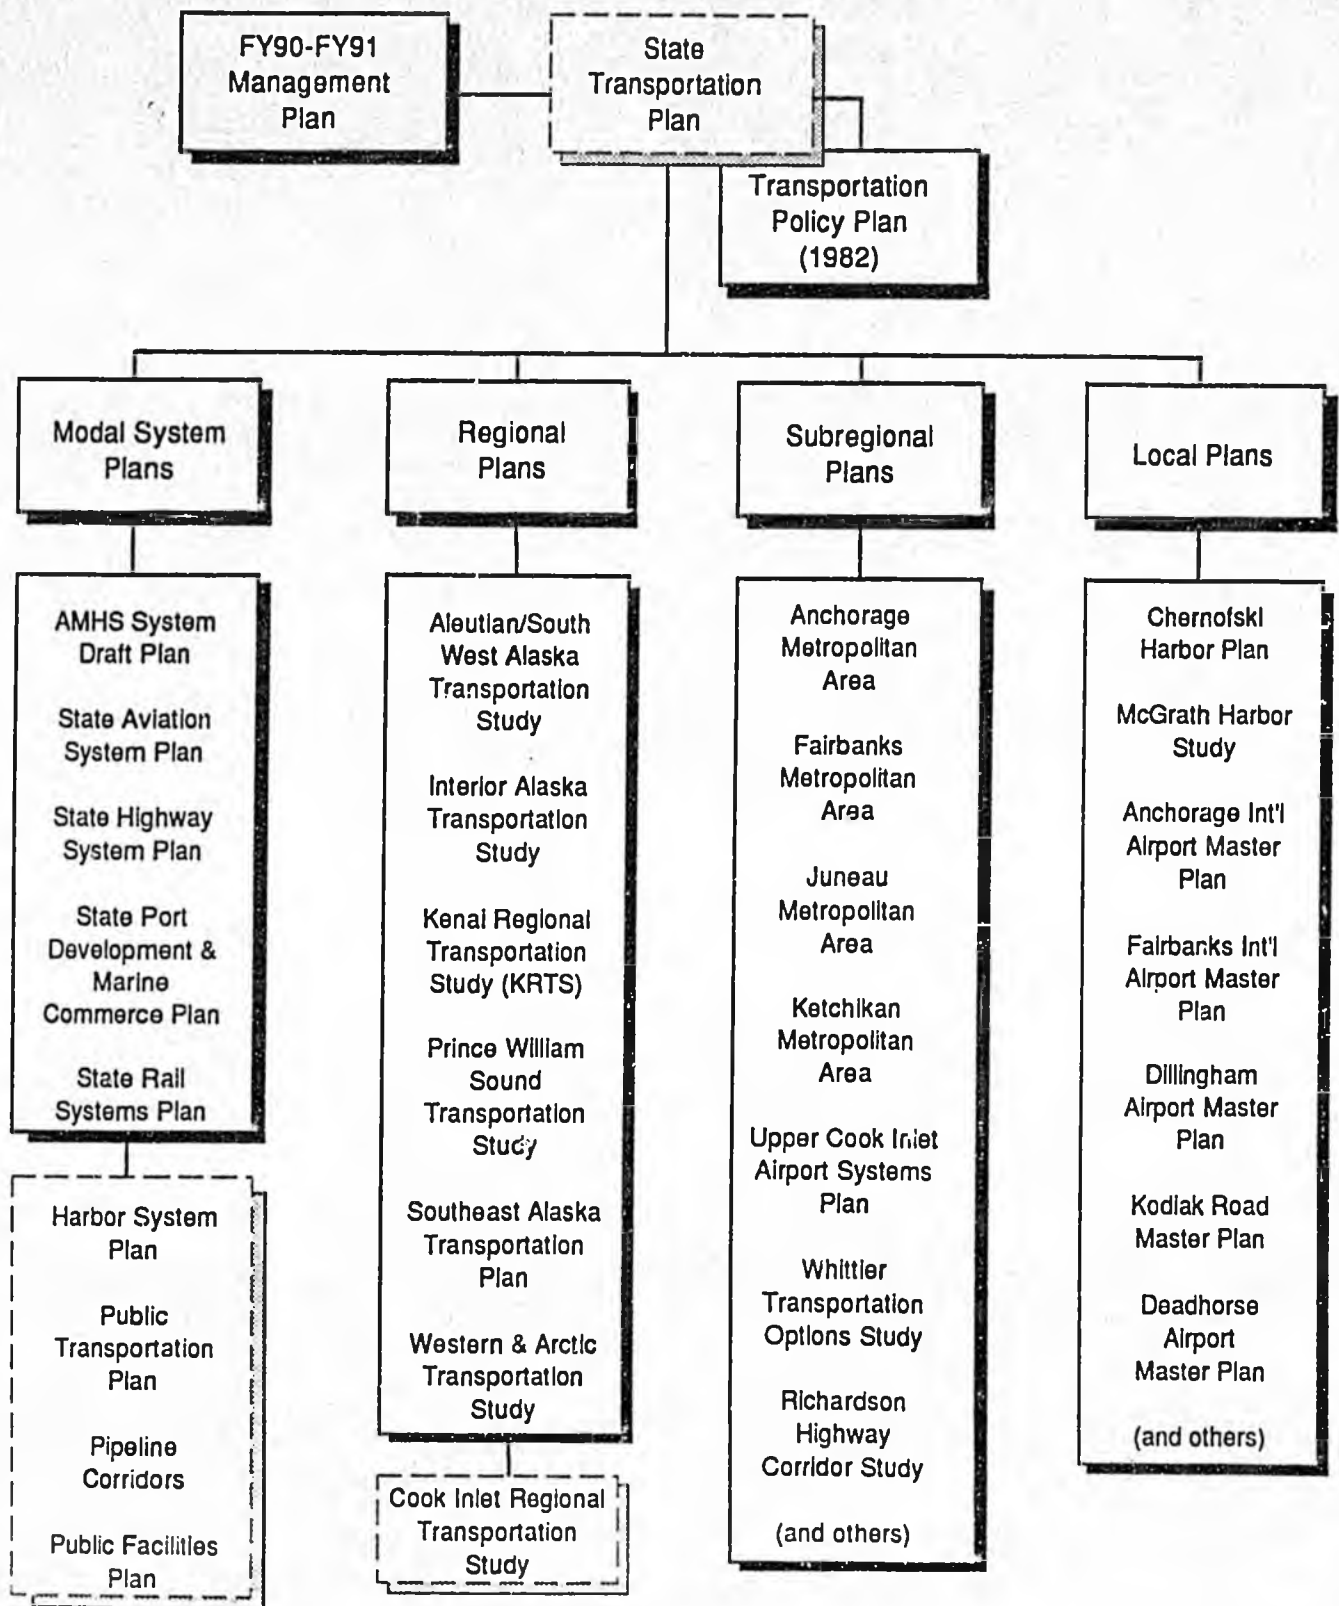 FY90-FY91
Management
Plan
State
Transportation
Plan
Transportation
Policy Plan
(1982)
Modal System
Plans
Regional
Plans
Subregional
Plans
Local Plans
AMHS System
Draft Plan
State Aviation
System Plan
State Highway
System Plan
State Port
Development &
Marine
Commerce Plan
State Rail
Systems Plan
Harbor System
Plan
Public
Transportation
Plan
Pipeline
Corridors
Public Facilities
Plan
Aleutian/South
West Alaska
Transportation
Study
Interior Alaska
Transportation
Study
Kenai Regional
Transportation
Study (KRTS)
Prince William
Sound
Transportation
Study
Southeast Alaska
Transportation
Plan
Western & Arctic
Transportation
Study
Cook Inlet Regional
Transportation
Study
Anchorage
Metropolitan
Area
Fairbanks
Metropolitan
Area
Juneau
Metropolitan
Area
Ketchikan
Metropolitan
Area
Upper Cook Inlet
Airport Systems
Plan
Whittier
Transportation
Options Study
Richardson
Highway
Corridor Study
(and others)
Chernofski
Harbor Plan
McGrath Harbor
Study
Anchorage Int'l
Airport Master
Plan
Fairbanks Int'l
Airport Master
Plan
Dillingham
Airport Master
Plan
Kodiak Road
Master Plan
Deadhorse
Airport
Master Plan
(and others)